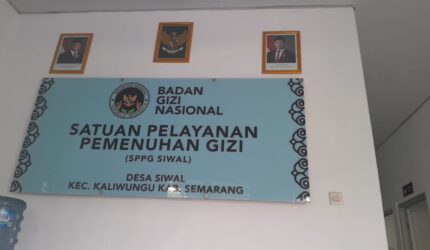 BADAN
GIZI
NASIONAL
SATUAN PELAYANAN
PEMENUHAN GIZI
(SPPG SIWAL)
DESA SIWAL
KEC. KALIWUNGU KAB. SEMARANG